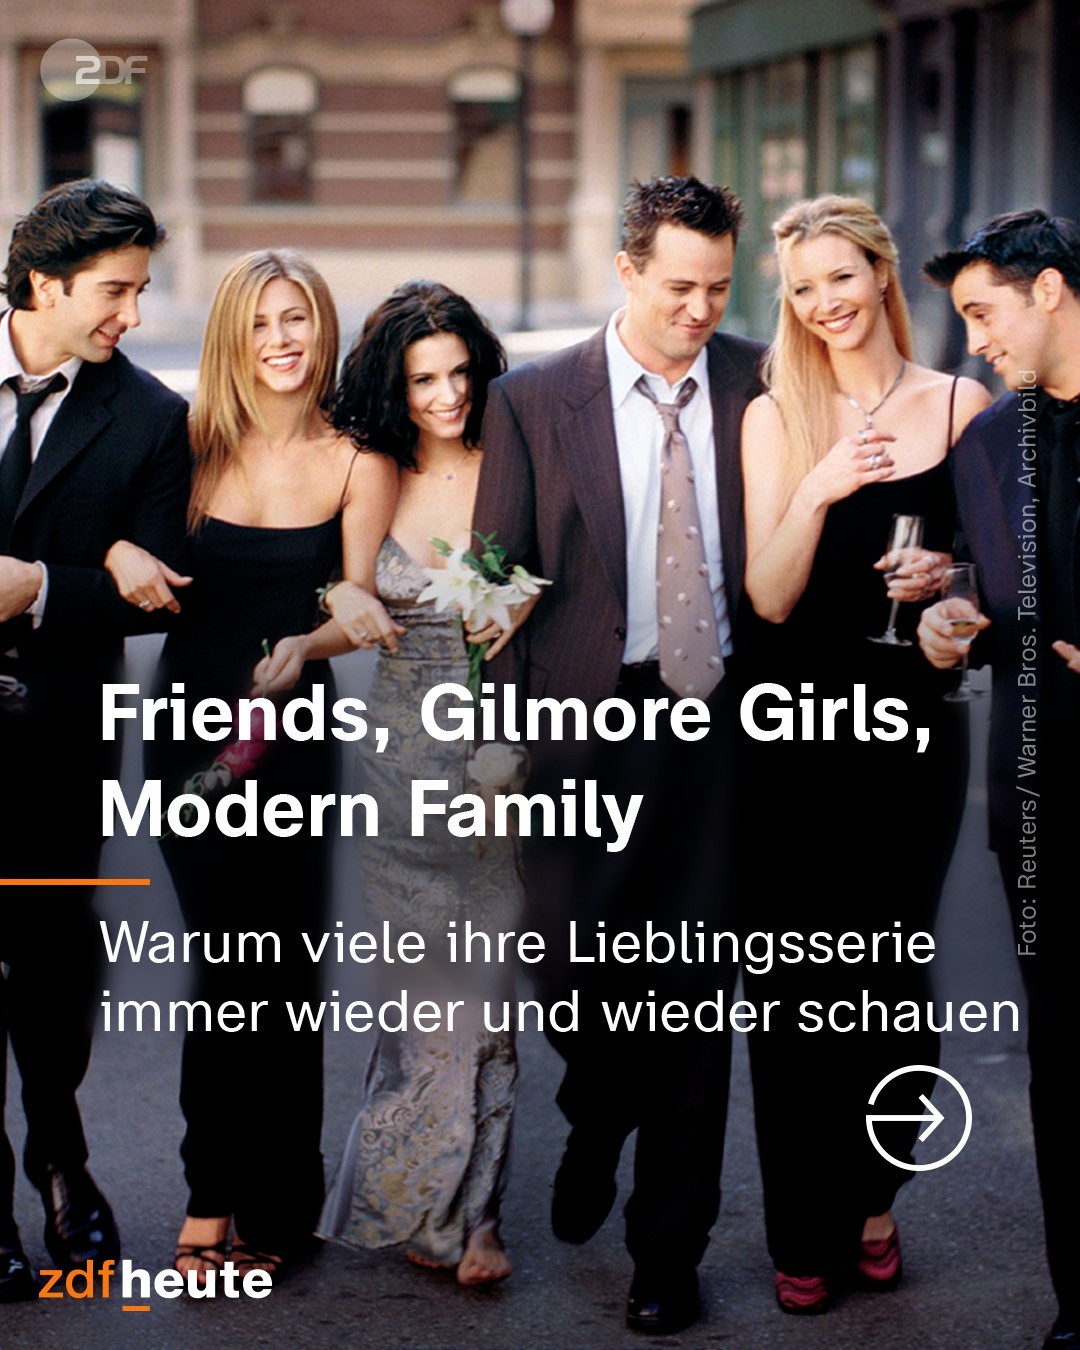 ZDF
Friends, Gilmore Girls,
Modern Family
Warum viele ihre Lieblingsserie
immer wieder und wieder schauen
Foto: Reuters/ Warner Bros. Television, Archivbild
zdfheute